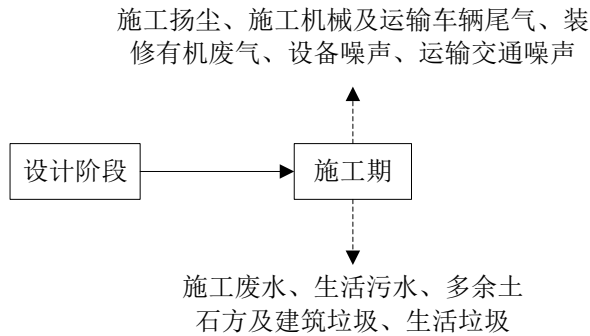 施工扬尘、施工机械及运输车辆尾气、装
修有机废气、设备噪声、运输交通噪声
设计阶段
施工期
施工废水、生活污水、多余土
石方及建筑垃圾、生活垃圾